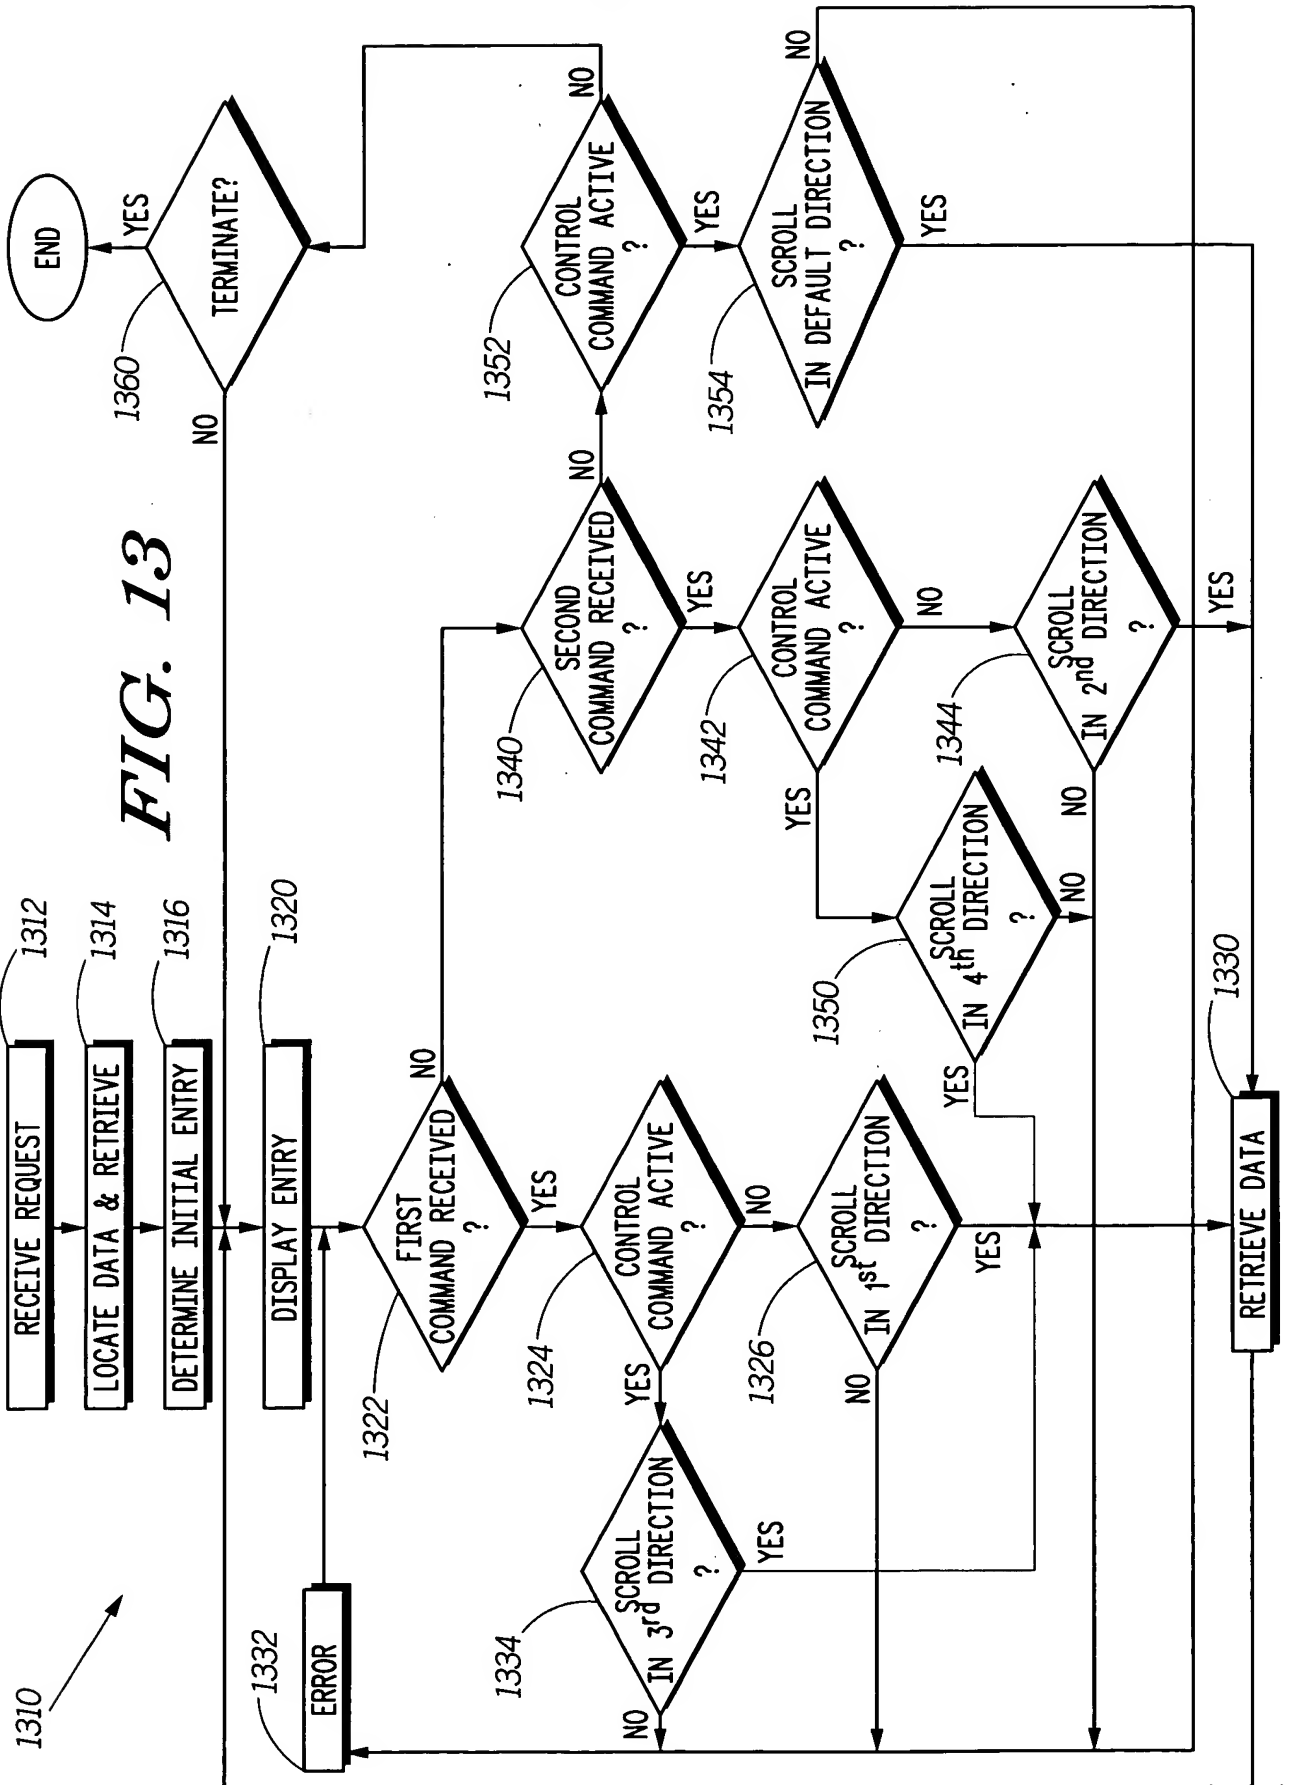 FIG. 13
1310
RECEIVE REQUEST
1312
LOCATE DATA & RETRIEVE
1314
DETERMINE INITIAL ENTRY
1316
DISPLAY ENTRY
1320
ERROR
1332
FIRST
COMMAND RECEIVED
?
1322
NO
YES
CONTROL
COMMAND ACTIVE
?
1324
YES
NO
SCROLL
IN 3rd DIRECTION
?
1334
NO
YES
SCROLL
IN 1st DIRECTION
?
1326
NO
YES
SECOND
COMMAND RECEIVED
?
1340
NO
YES
CONTROL
COMMAND ACTIVE
?
1342
YES
NO
SCROLL
IN 4th DIRECTION
?
1350
YES
NO
SCROLL
IN 2nd DIRECTION
?
1344
NO
YES
CONTROL
COMMAND ACTIVE
?
1352
NO
YES
SCROLL
IN DEFAULT DIRECTION
?
1354
NO
YES
TERMINATE?
1360
NO
YES
END
RETRIEVE DATA
1330